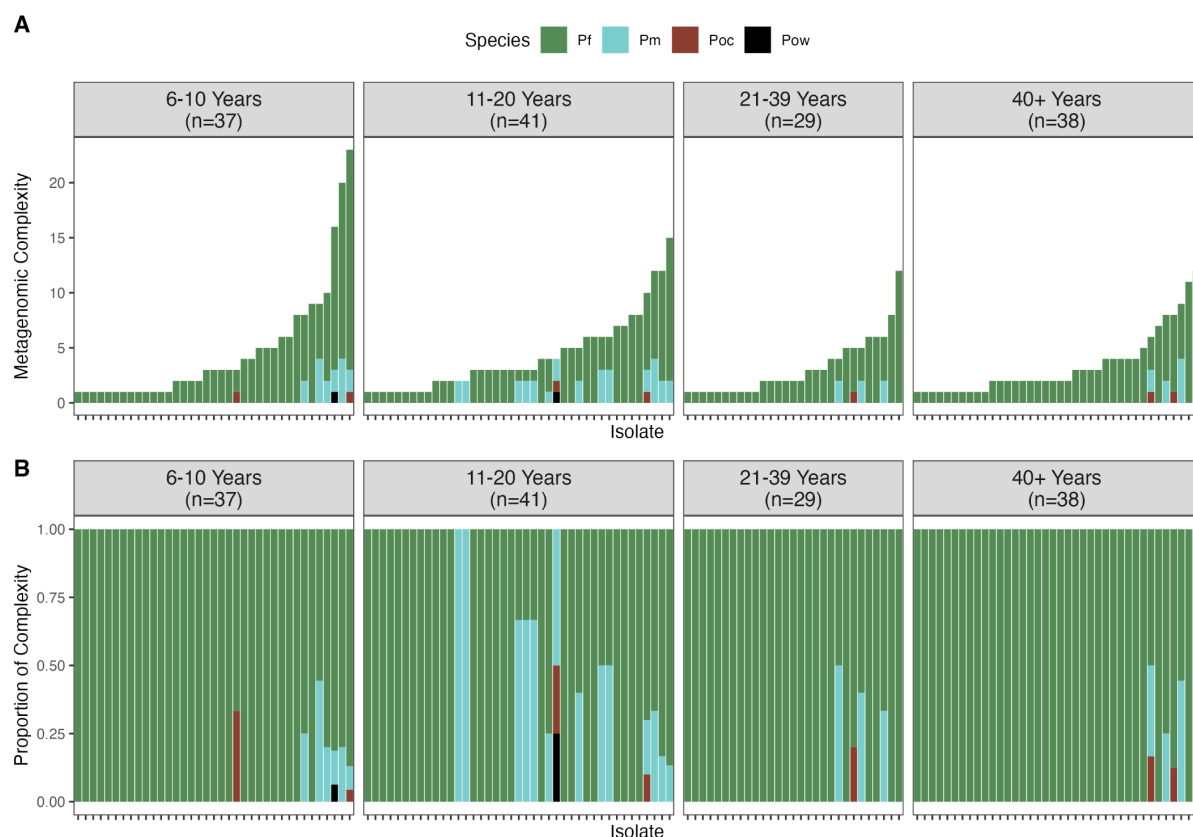 A
Species Pf Pm Poc Pow
6-10 Years
(n=37)
11-20 Years
(n=41)
21-39 Years
(n=29)
40+ Years
(n=38)
Metagenomic Complexity
20
15
10
5
0
Isolate
B
6-10 Years
(n=37)
11-20 Years
(n=41)
21-39 Years
(n=29)
40+ Years
(n=38)
Proportion of Complexity
1.00
0.75
0.50
0.25
0.00
Isolate